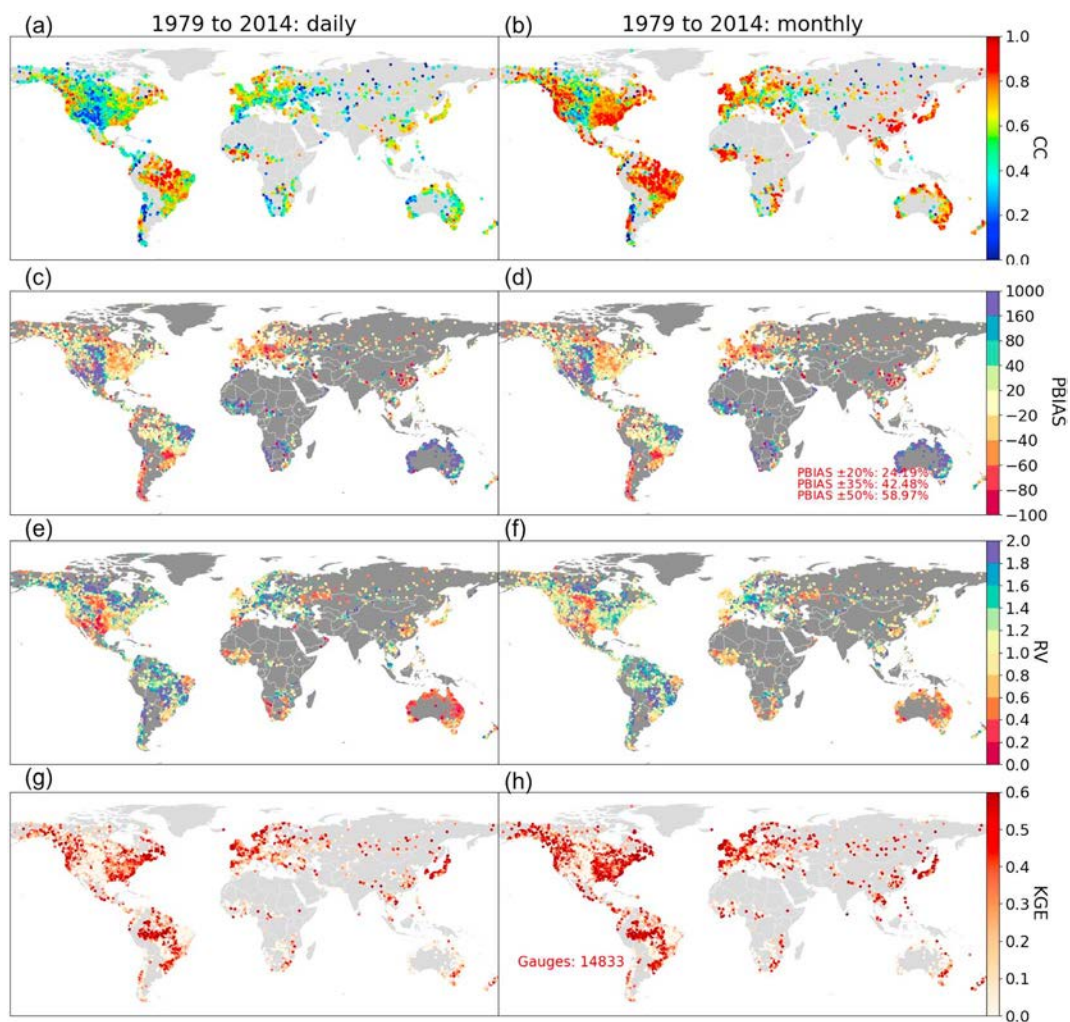 (a)
1979 to 2014: daily
(b)
1979 to 2014: monthly
1.0
0.8
0.6
0.4
0.2
0.0
CC
(c)
(d)
1000
160
80
40
20
−20
−40
−60
−80
−100
PBIAS
PBIAS ±20%: 24.19%
PBIAS ±35%: 42.48%
PBIAS ±50%: 58.97%
(e)
(f)
2.0
1.8
1.6
1.4
1.2
1.0
0.8
0.6
0.4
0.2
0.0
RV
(g)
(h)
0.6
0.5
0.4
0.3
0.2
0.1
0.0
KGE
Gauges: 14833